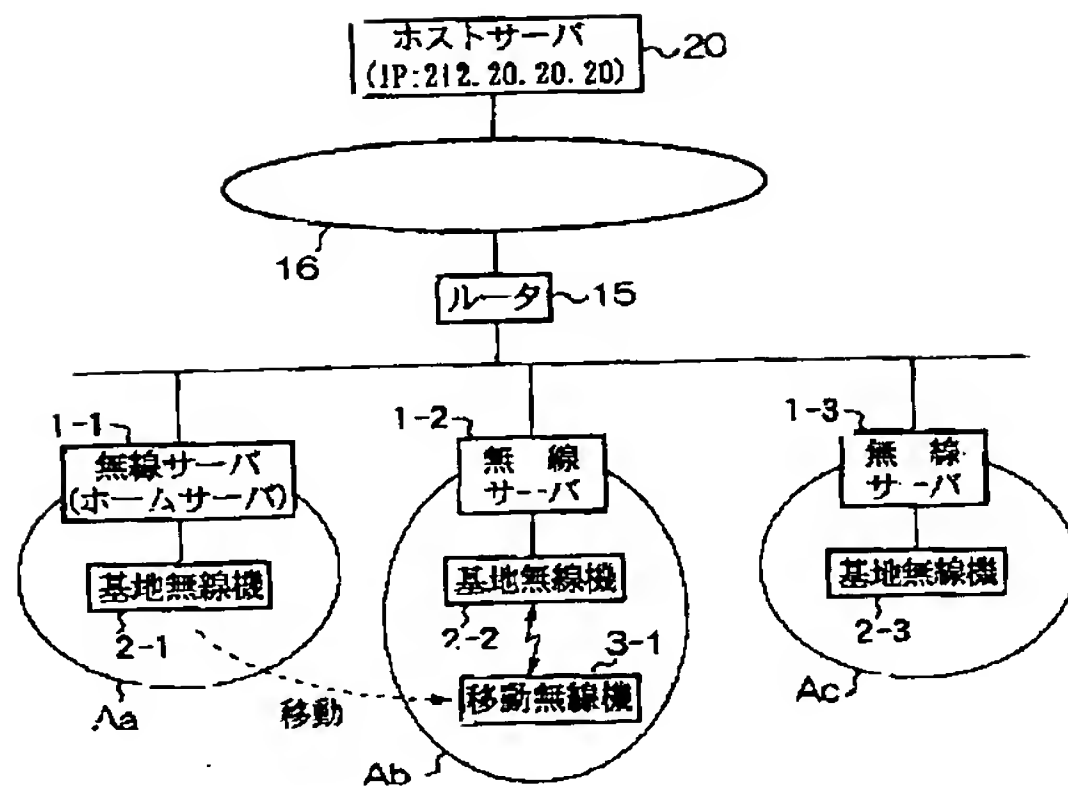 ホストサーバ
(IP:212.20.20.20)
20
16
ルータ
15
1-1
無線サーバ
(ホームサーバ)
基地無線機
2-1
Aa
移動
1-2
無線
サーバ
基地無線機
2-2
3-1
移動無線機
Ab
1-3
無線
サーバ
基地無線機
2-3
Ac